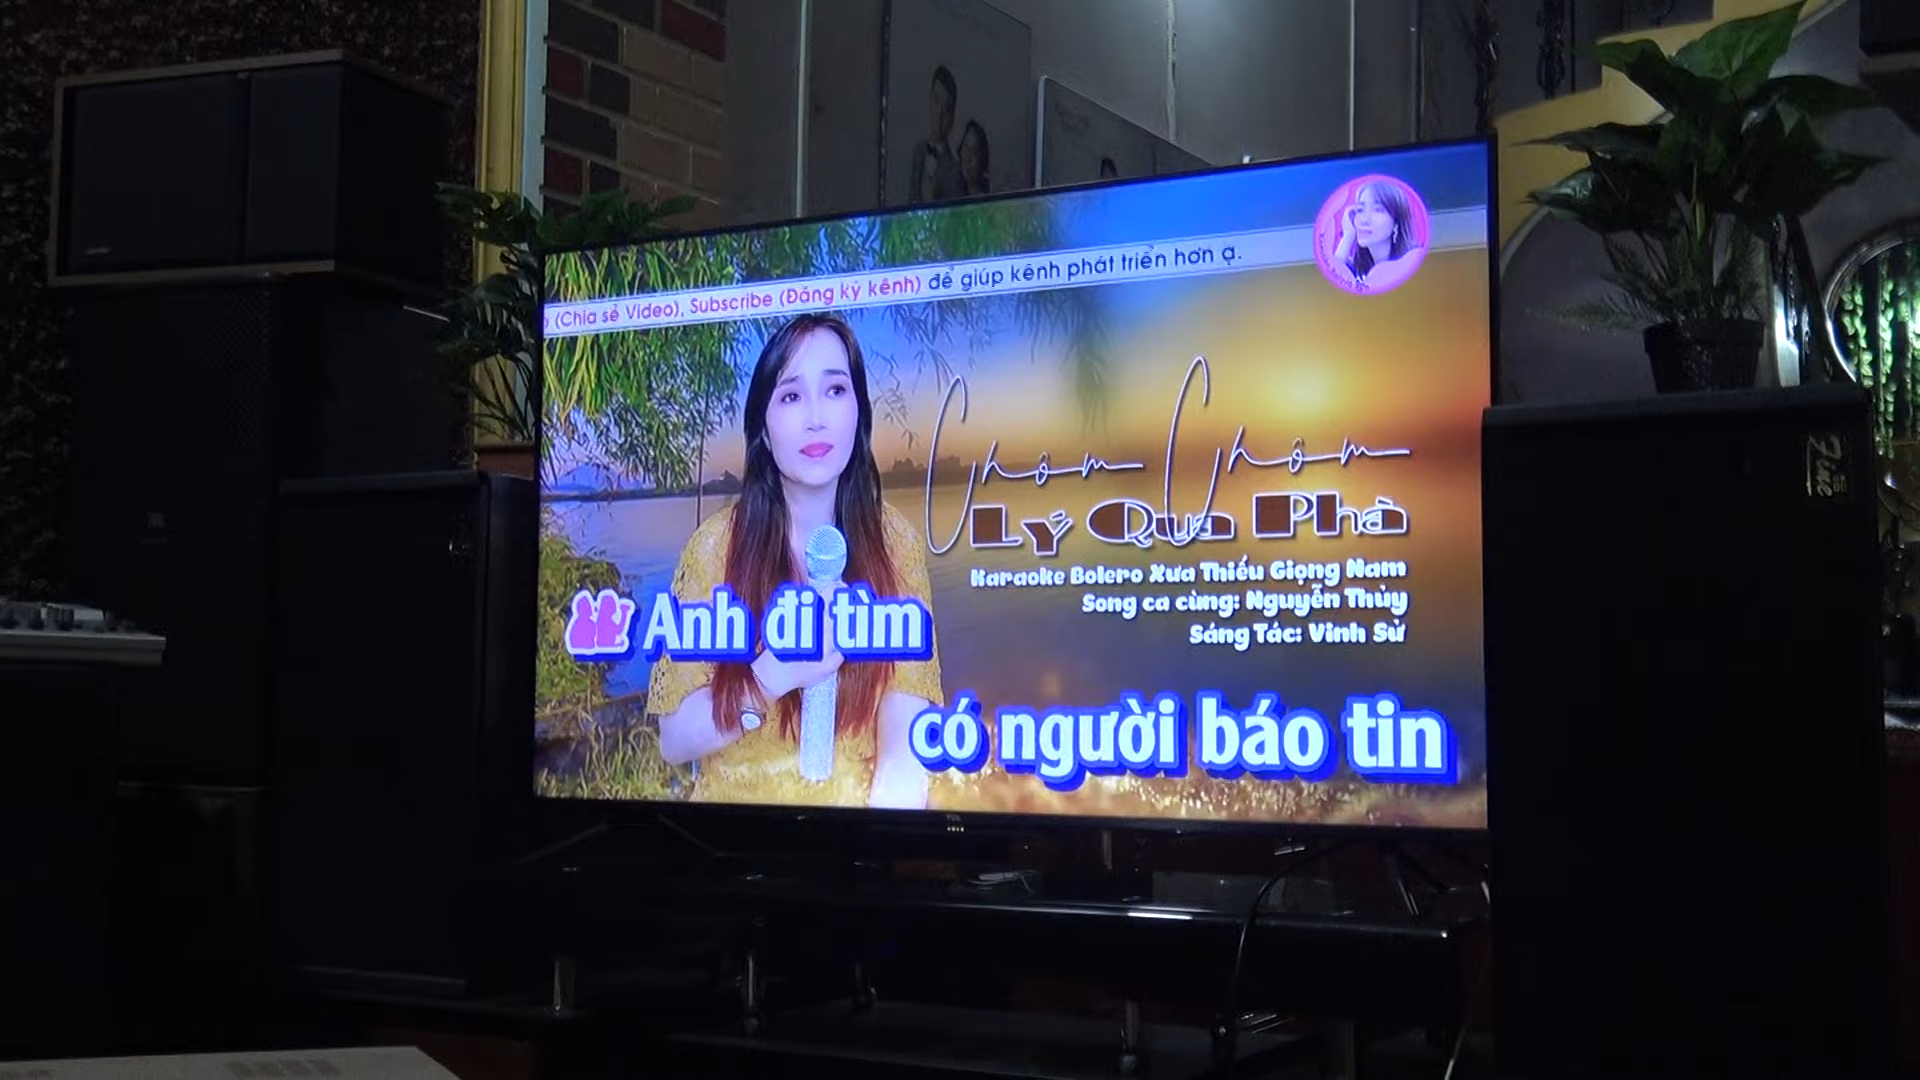 (Chia sẻ Video), Subscribe (Đăng ký kênh) để giúp kênh phát triển hơn ạ.
Chôm Chôm
Lý Qua Phà
Karaoke Bolero Xưa Thiếu Giọng Nam
Song ca cùng: Nguyễn Thủy
Sáng Tác: Vinh Sử
Anh đi tìm
có người báo tin
TCL